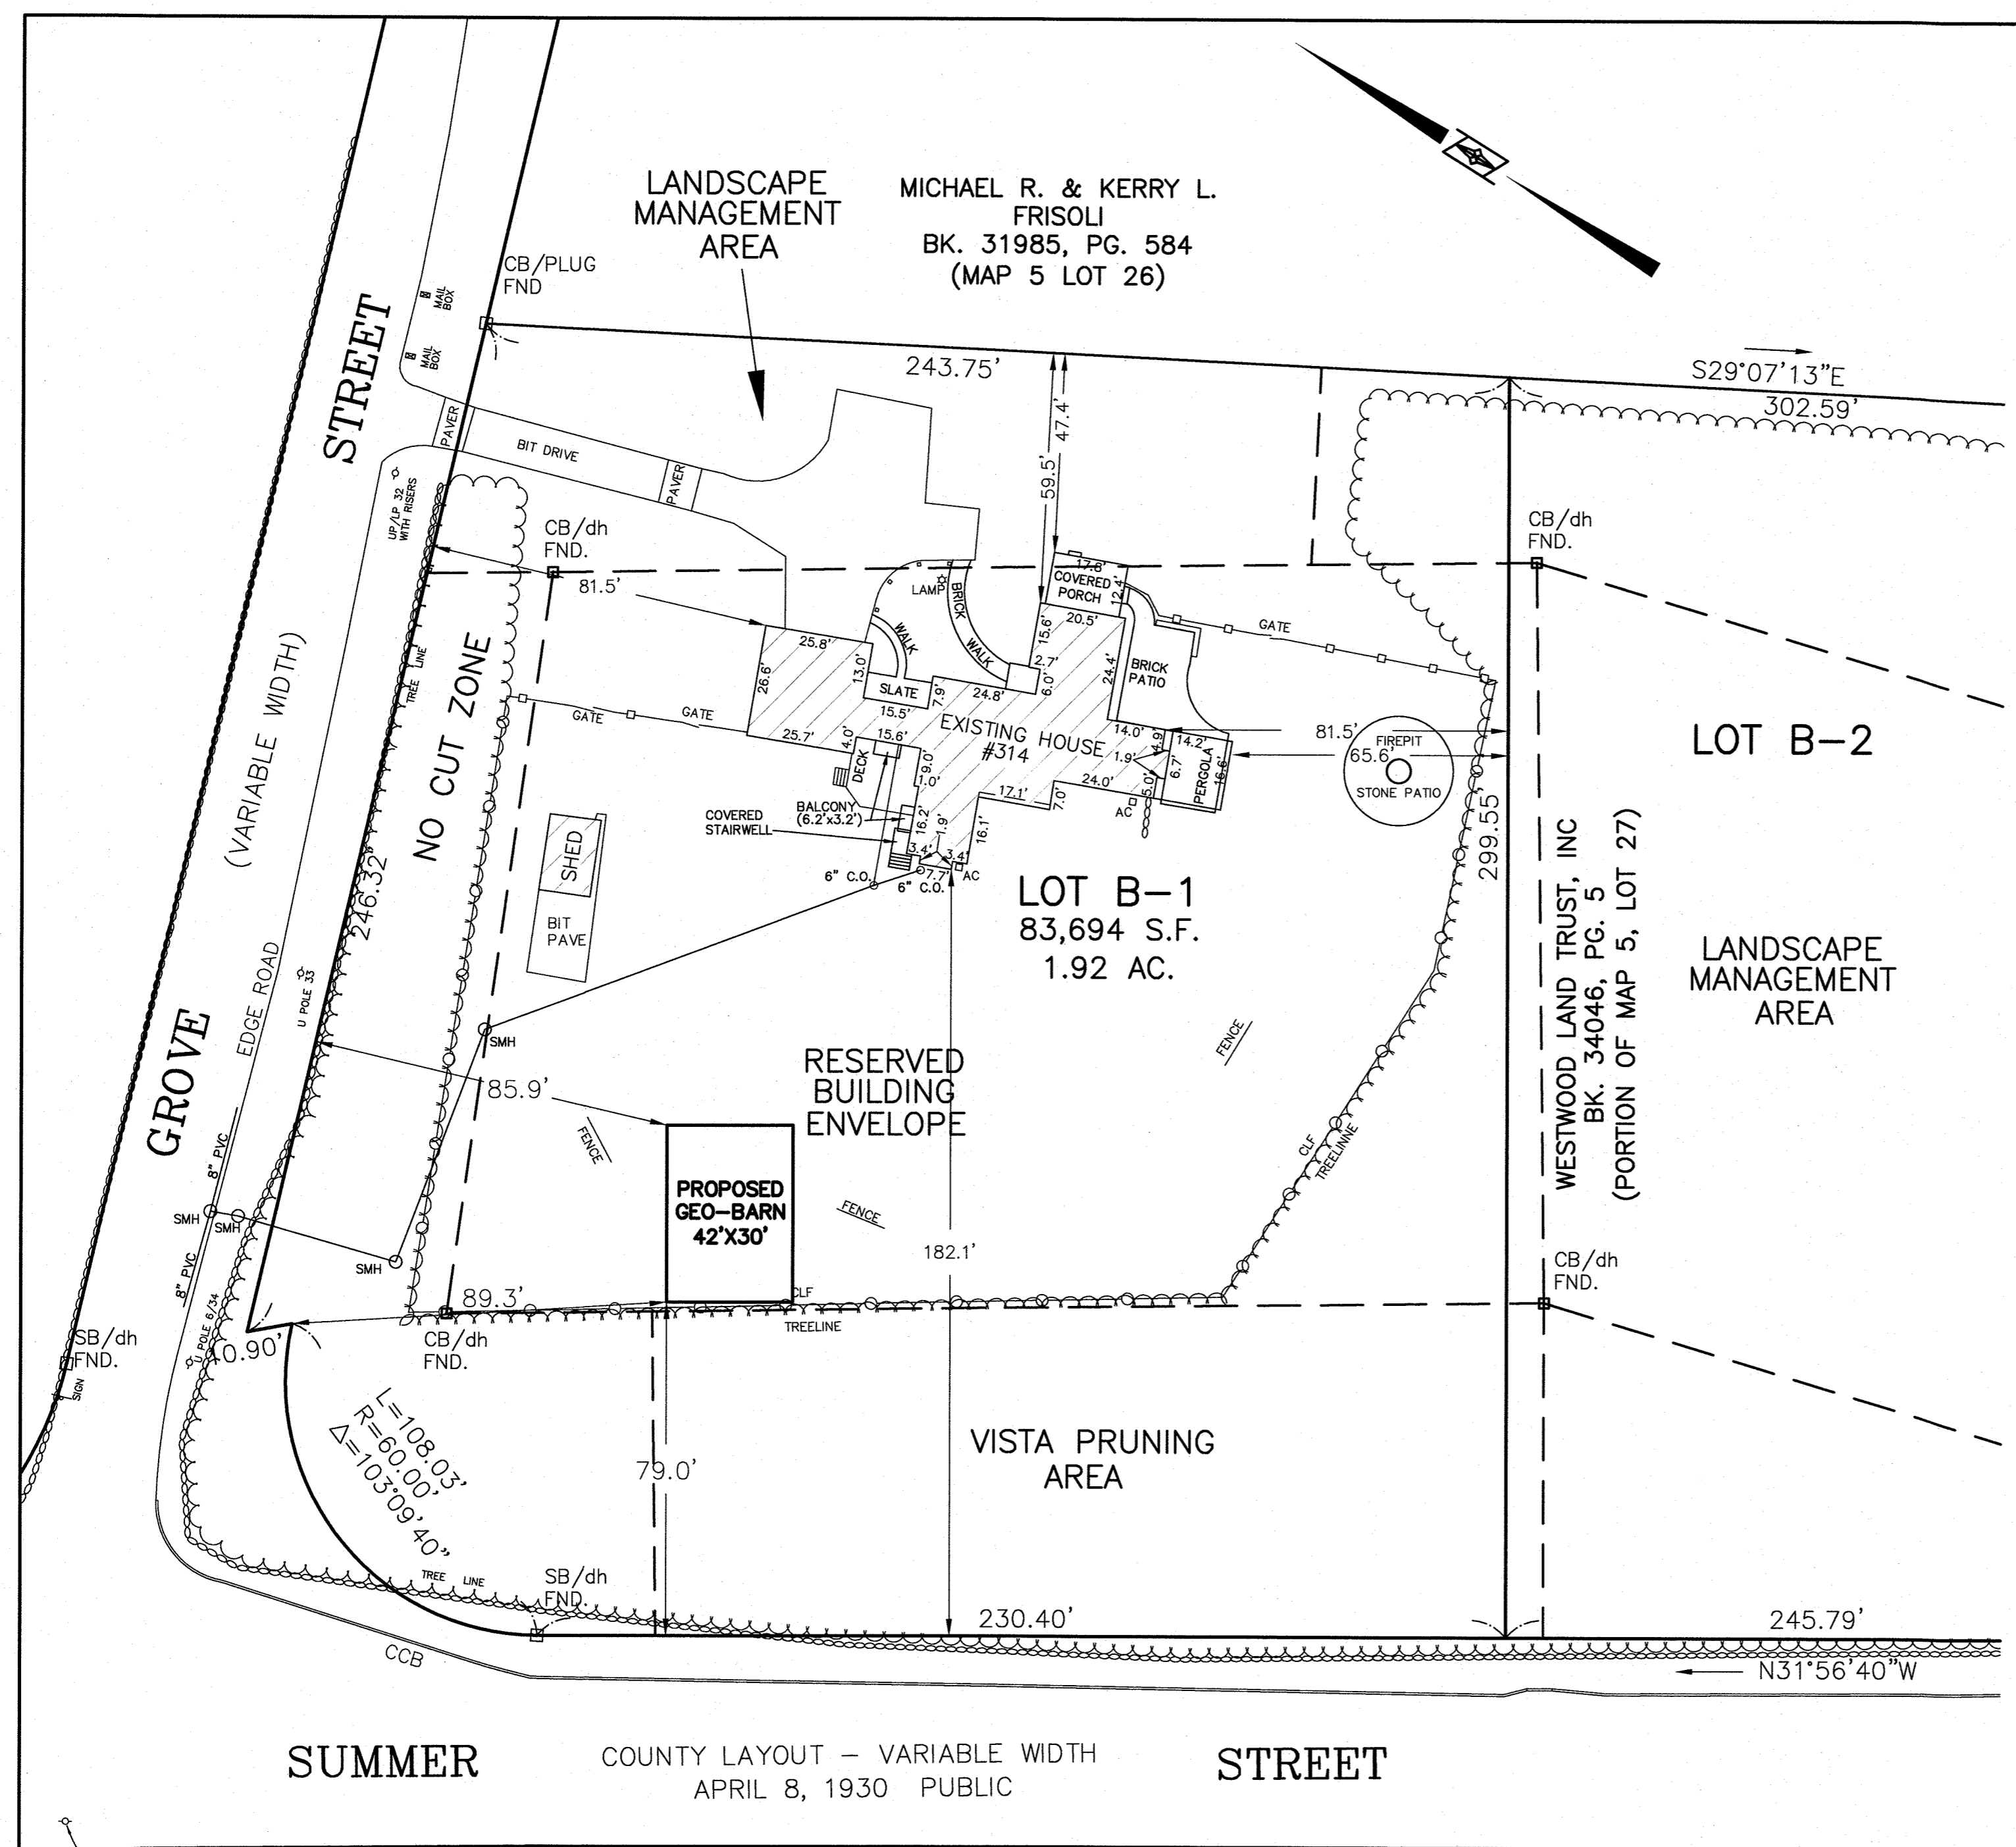 LANDSCAPE
MANAGEMENT
AREA
MICHAEL R. & KERRY L.
FRISOLI
BK. 31985, PG. 584
(MAP 5 LOT 26)
CB/PLUG
FND
MAIL
BOX
MAIL
BOX
STREET
243.75'
S29°07'13"E
302.59'
47.4'
59.5'
PAVER
BIT DRIVE
PAVER
UP/LP 32
WITH RISERS
CB/dh
FND.
CB/dh
FND.
81.5'
LAMP
BRICK
WALK
WALK
17.8'
COVERED
PORCH
12.4'
20.5'
15.6'
GATE
25.8'
26.6'
13.0'
SLATE
7.9'
24.8'
2.7'
6.0'
24.4'
BRICK
PATIO
TREE LINE
NO CUT ZONE
(VARIABLE WIDTH)
GATE
GATE
15.5'
25.7'
4.0'
15.6'
EXISTING HOUSE
#314
14.0'
4.9'
14.2'
1.9'
6.7'
16.6'
PERGOLA
81.5'
65.6'
FIREPIT
STONE PATIO
LOT B-2
DECK
9.0'
1.0'
24.0'
5.0'
17.1'
7.0'
AC
COVERED
STAIRWELL
BALCONY
(6.2'x3.2')
16.2'
1.9'
16.1'
3.4'
3.4'
7.7'
AC
6" C.O.
6" C.O.
SHED
BIT
PAVE
LOT B-1
83,694 S.F.
1.92 AC.
299.55'
WESTWOOD LAND TRUST, INC
BK. 34046, PG. 5
(PORTION OF MAP 5, LOT 27)
LANDSCAPE
MANAGEMENT
AREA
246.32'
EDGE ROAD
U POLE 33
GROVE
SMH
85.9'
RESERVED
BUILDING
ENVELOPE
FENCE
FENCE
FENCE
PROPOSED
GEO-BARN
42'X30'
CLF
TREELINNE
8" PVC
SMH
SMH
SMH
8" PVC
182.1'
CB/dh
FND.
89.3'
CLF
TREELINE
U POLE 6/34
SB/dh
FND.
SIGN
CB/dh
FND.
L=108.03'
R=60.00'
Δ=103°09'40"
79.0'
VISTA PRUNING
AREA
TREE LINE
SB/dh
FND.
230.40'
245.79'
N31°56'40"W
CCB
SUMMER
COUNTY LAYOUT – VARIABLE WIDTH
APRIL 8, 1930 PUBLIC
STREET